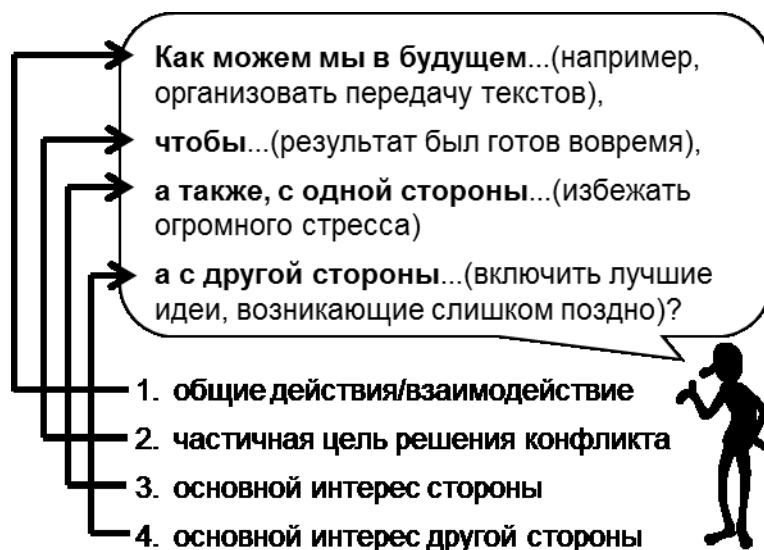 Как можем мы в будущем...(например,
организовать передачу текстов),
чтобы...(результат был готов вовремя),
а также, с одной стороны...(избежать
огромного стресса)
а с другой стороны...(включить лучшие
идеи, возникающие слишком поздно)?
1. общие действия/взаимодействие
2. частичная цель решения конфликта
3. основной интерес стороны
4. основной интерес другой стороны